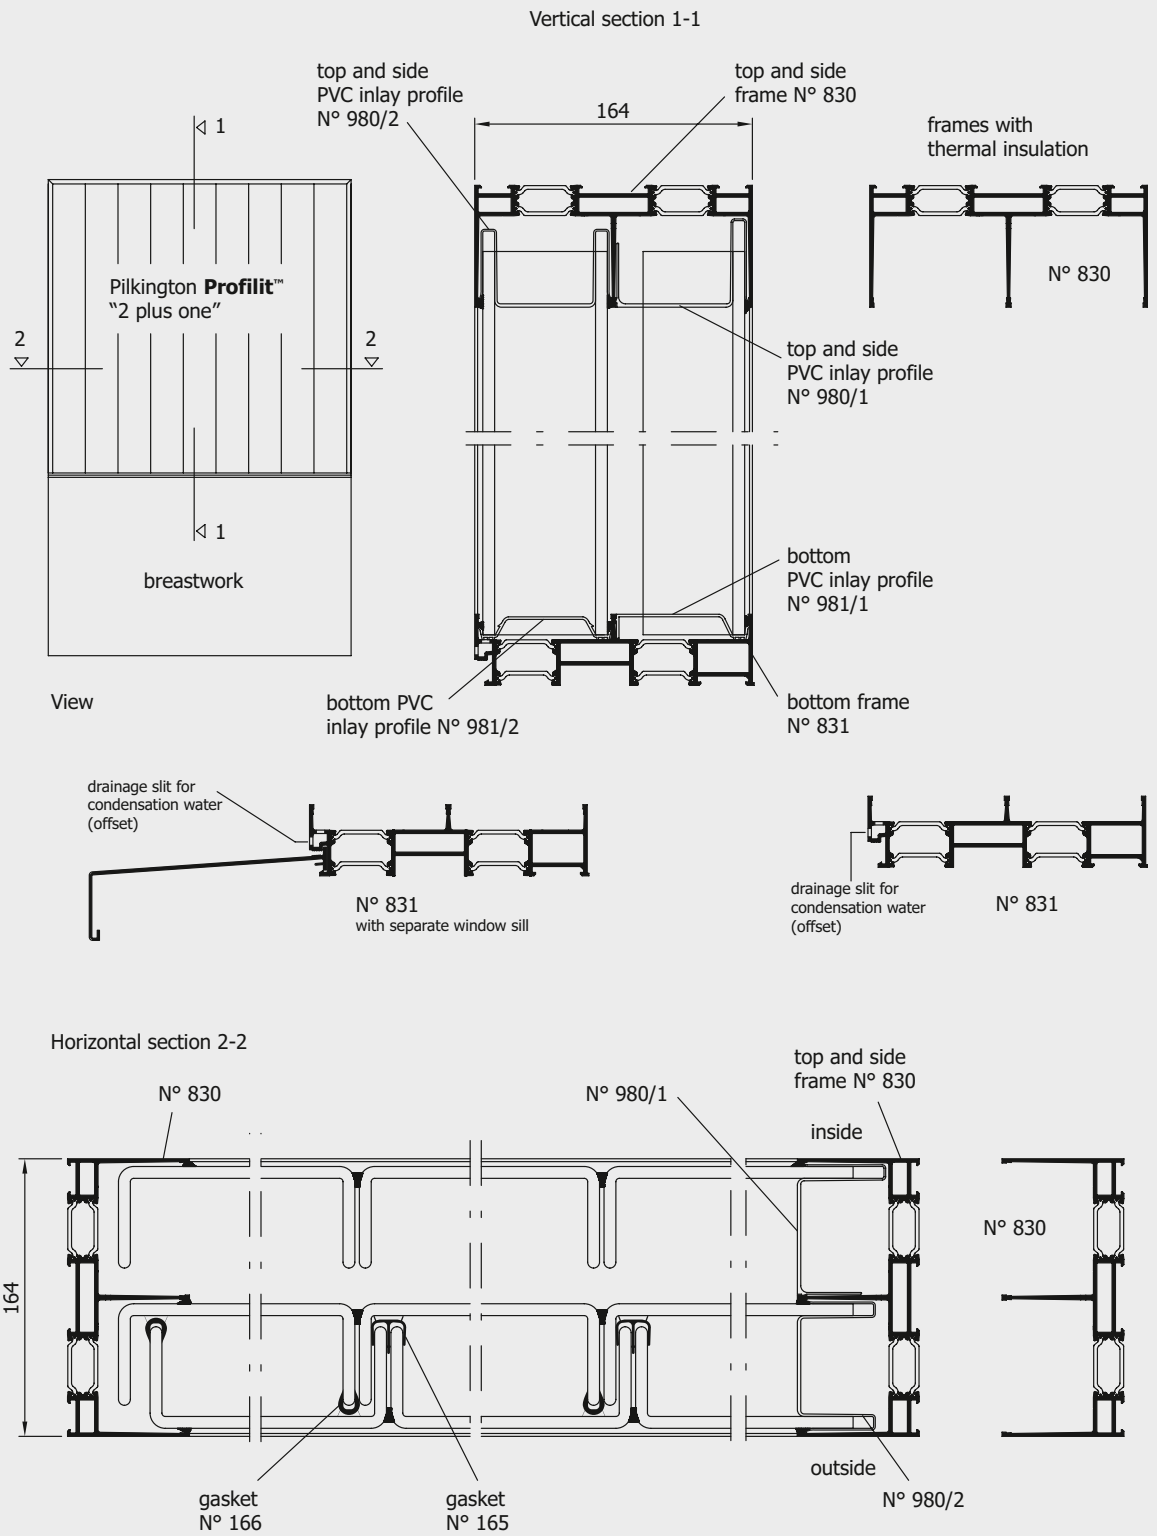 Vertical section 1-1
top and side
PVC inlay profile
N° 980/2
top and side
frame N° 830
164
frames with
thermal insulation
1
Pilkington Profilit™
“2 plus one”
N° 830
2
2
top and side
PVC inlay profile
N° 980/1
1
breastwork
bottom
PVC inlay profile
N° 981/1
View
bottom PVC
inlay profile N° 981/2
bottom frame
N° 831
drainage slit for
condensation water
(offset)
N° 831
with separate window sill
drainage slit for
condensation water
(offset)
N° 831
Horizontal section 2-2
N° 830
N° 980/1
top and side
frame N° 830
inside
N° 830
164
outside
gasket
N° 166
gasket
N° 165
N° 980/2